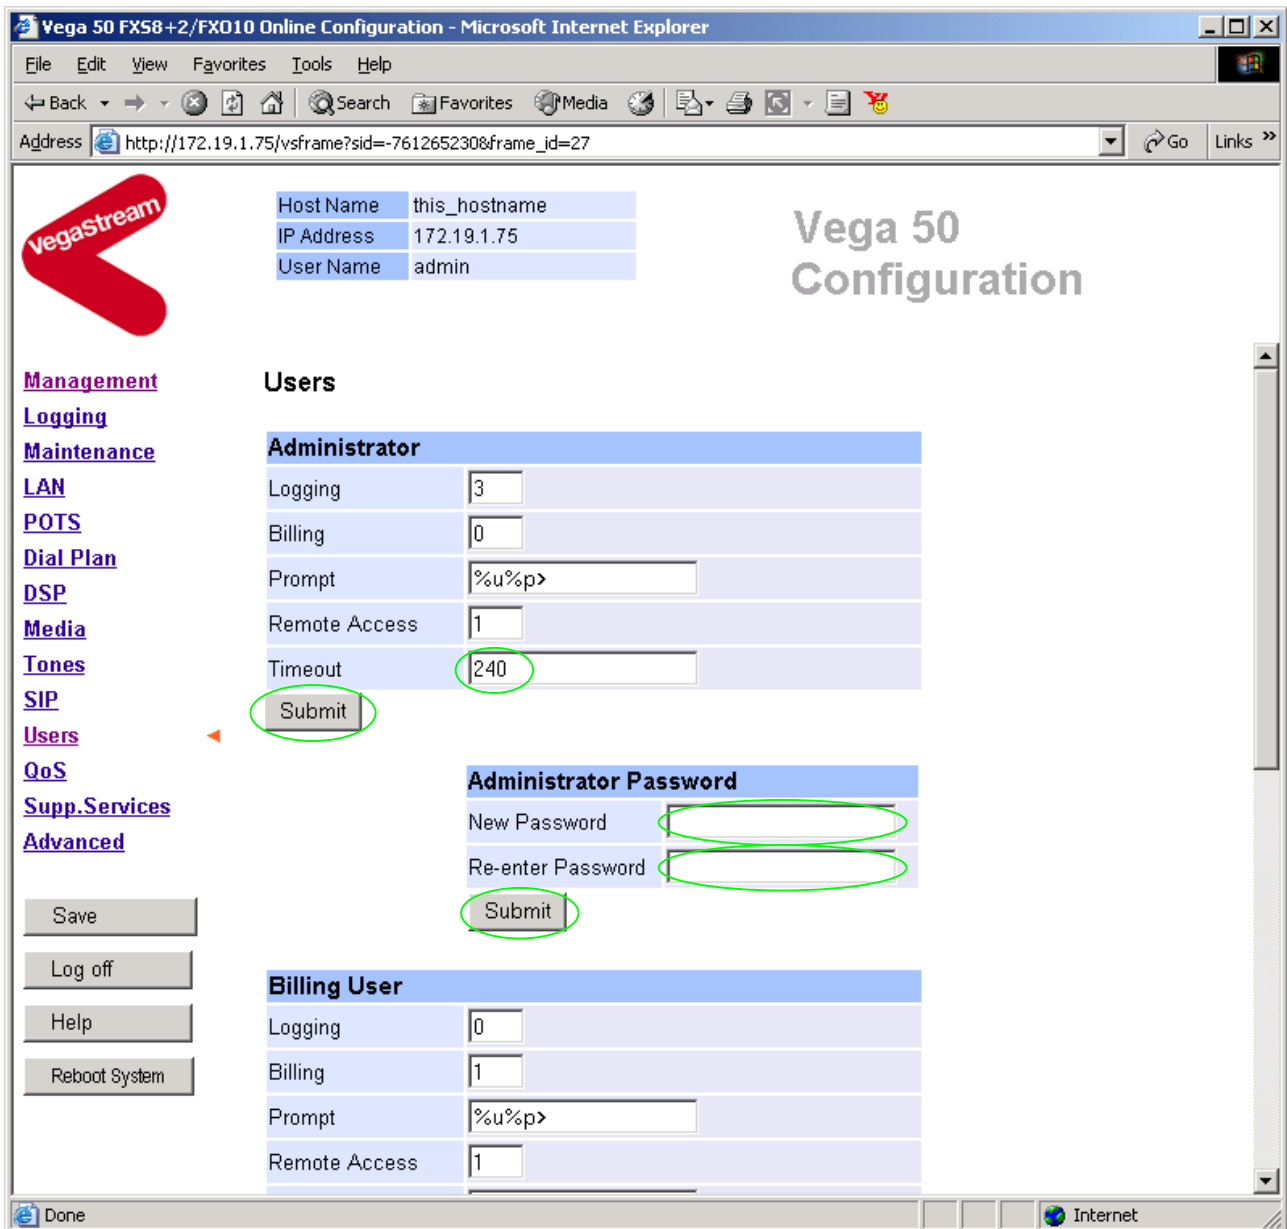 Vega 50 FXS8+2/FXO10 Online Configuration - Microsoft Internet Explorer
File Edit View Favorites Tools Help
Back Search Favorites Media
Address http://172.19.1.75/vsframe?sid=-761265230&frame_id=27 Go Links »
VegaStream
Host Name this_hostname
IP Address 172.19.1.75
User Name admin
Vega 50
Configuration
Management
Logging
Maintenance
LAN
POTS
Dial Plan
DSP
Media
Tones
SIP
Users
QoS
Supp.Services
Advanced
Save
Log off
Help
Reboot System
Users
Administrator
Logging 3
Billing 0
Prompt %u%p>
Remote Access 1
Timeout 240
Submit
Administrator Password
New Password
Re-enter Password
Submit
Billing User
Logging 0
Billing 1
Prompt %u%p>
Remote Access 1
Done Internet